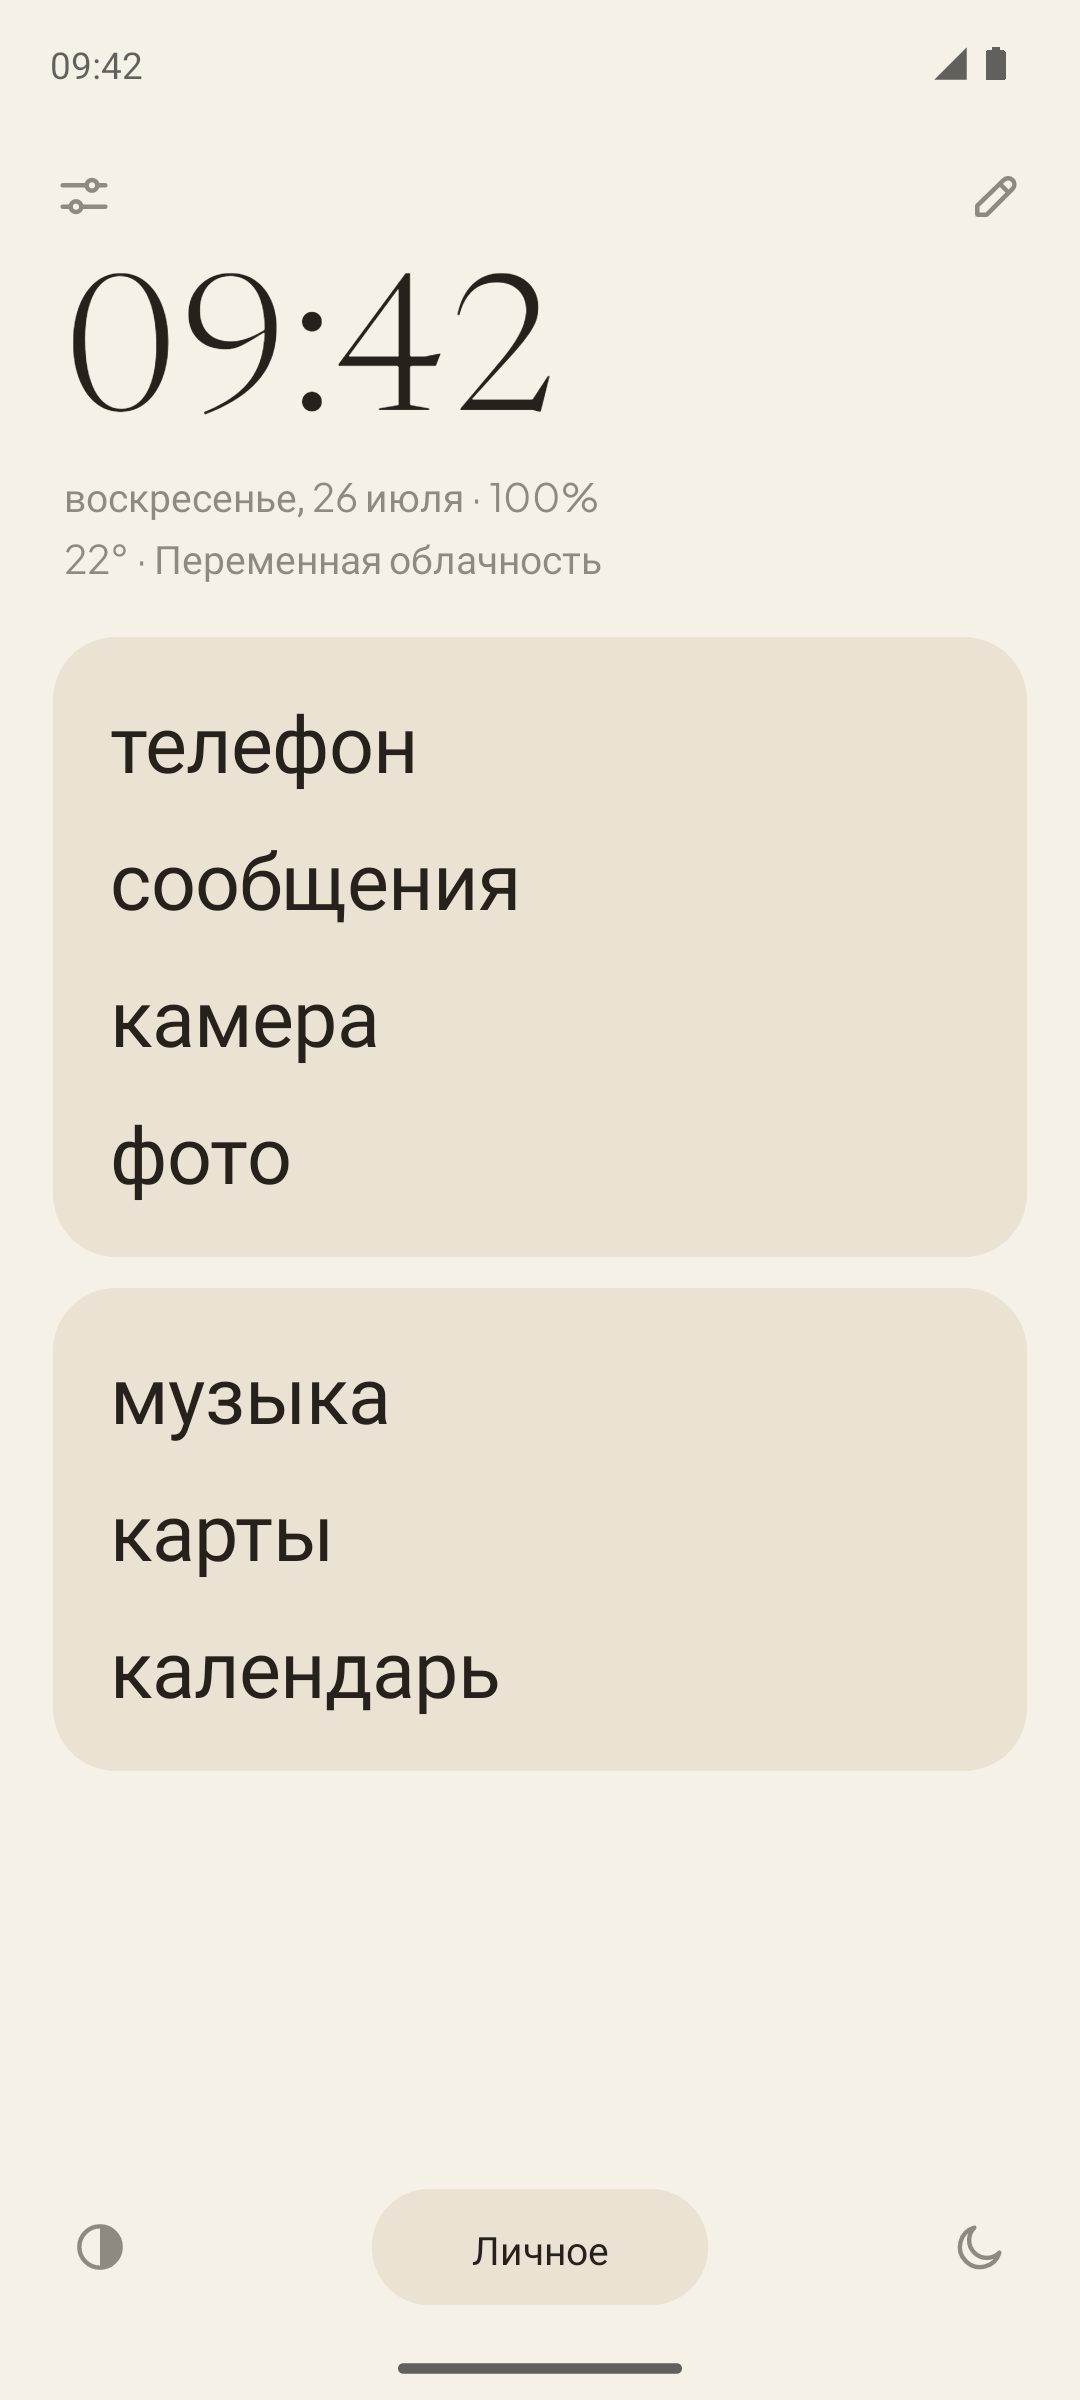 09:42
09:42
воскресенье, 26 июля · 100%
22° · Переменная облачность
телефон
сообщения
камера
фото
музыка
карты
календарь
Личное